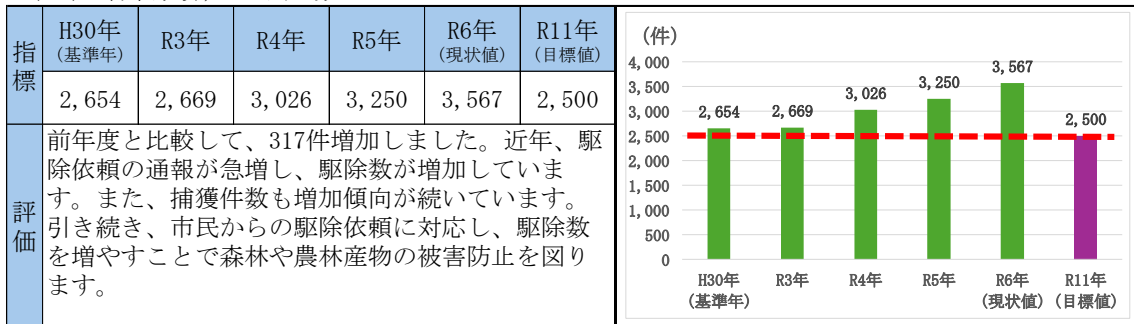 指標
H30年 R3年 R4年 R5年 R6年 R11年
(基準年) (現状値) (目標値)
2,654 2,669 3,026 3,250 3,567 2,500
評価
前年度と比較して、317件増加しました。近年、駆
除依頼の通報が急増し、駆除数が増加していま
す。また、捕獲件数も増加傾向が続いています。
引き続き、市民からの駆除依頼に対応し、駆除数
を増やすことで森林や農林産物の被害防止を図り
ます。
(件)
4,000
3,500
3,000
2,500
2,000
1,500
1,000
500
0
2,654 2,669 3,026 3,250 3,567 2,500
H30年 R3年 R4年 R5年 R6年 R11年
(基準年) (現状値) (目標値)